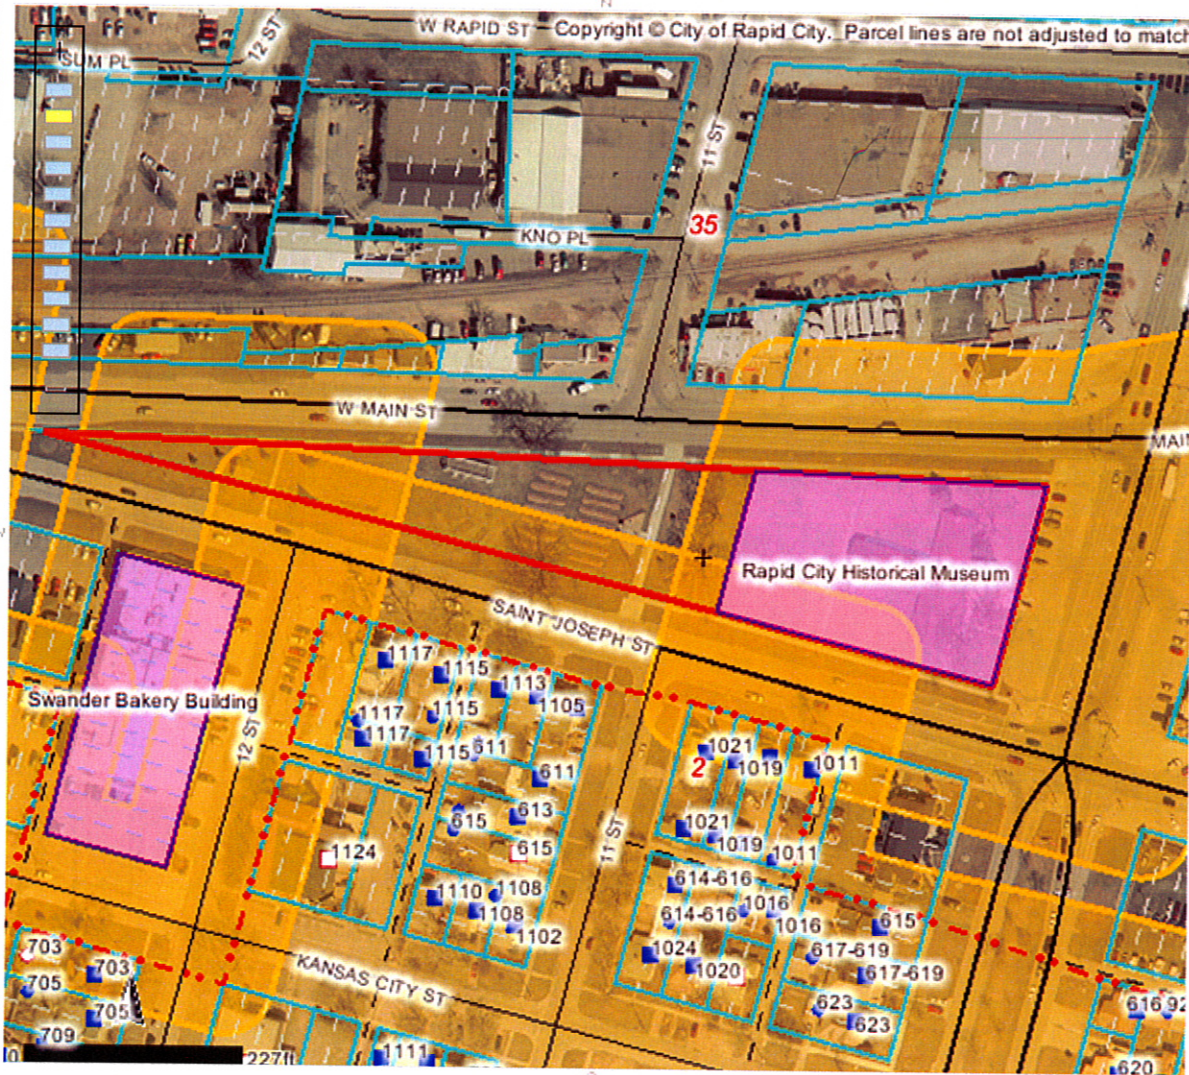 N
W RAPID ST
Copyright © City of Rapid City. Parcel lines are not adjusted to match
12 ST
SUM PL
11 ST
35
KNO PL
W MAIN ST
MAIN
Rapid City Historical Museum
SAINT JOSEPH ST
1117
1115
1113
1105
Swander Bakery Building
12 ST
1117
1115
1117
1115
611
611
1021
2
1019
1011
613
615
615
1021
1019
1011
11 ST
1124
614-616
1110
1108
1108
1102
1016
1016
614-616
615
1024
1020
617-619
617-619
KANSAS CITY ST
703
703
705
705
709
623
623
616
92
0
227ft
1111
620